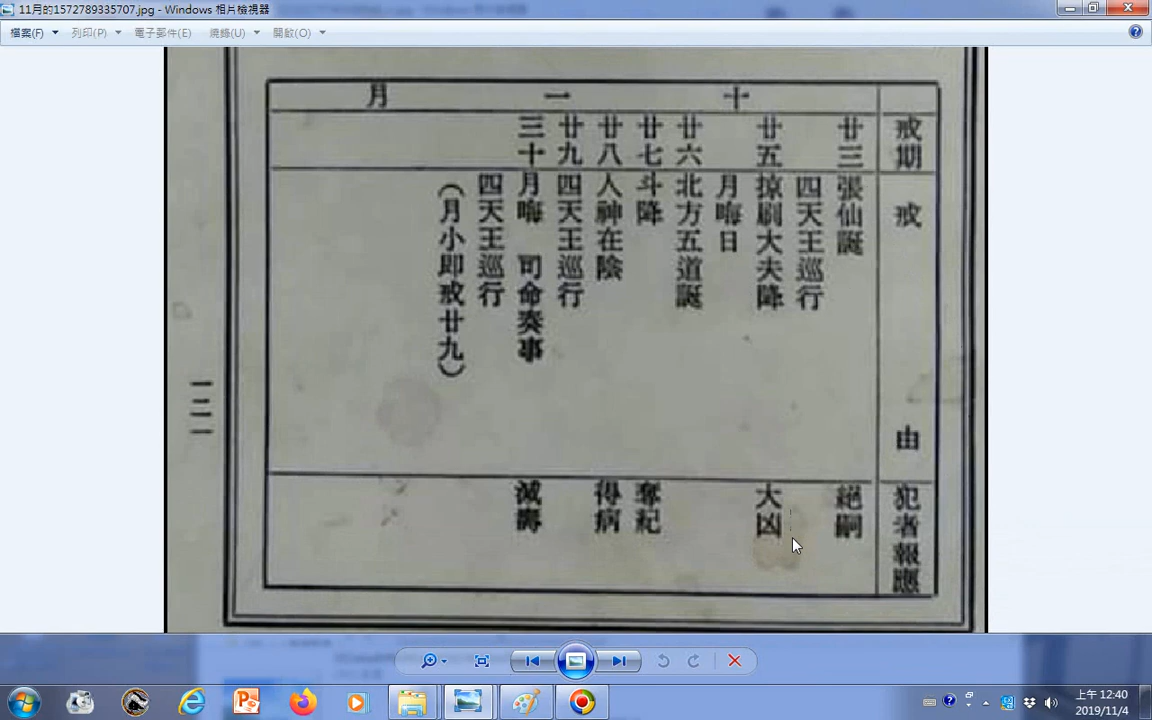 11月的1572789335707.jpg - Windows 相片檢視器
檔案(F)
列印(P)
電子郵件(E)
燒錄(U)
開啟(O)
十一月
戒期
戒由
犯者報應
廿三
張仙誕
絕嗣
四天王巡行
廿五
掠刷大夫降
大凶
月晦日
廿六
北方五道誕
廿七
斗降
奪紀
廿八
人神在陰
得病
廿九
四天王巡行
三十
月晦 司命奏事
減壽
四天王巡行
（月小即戒廿九）
一二一
上午 12:40
2019/11/4